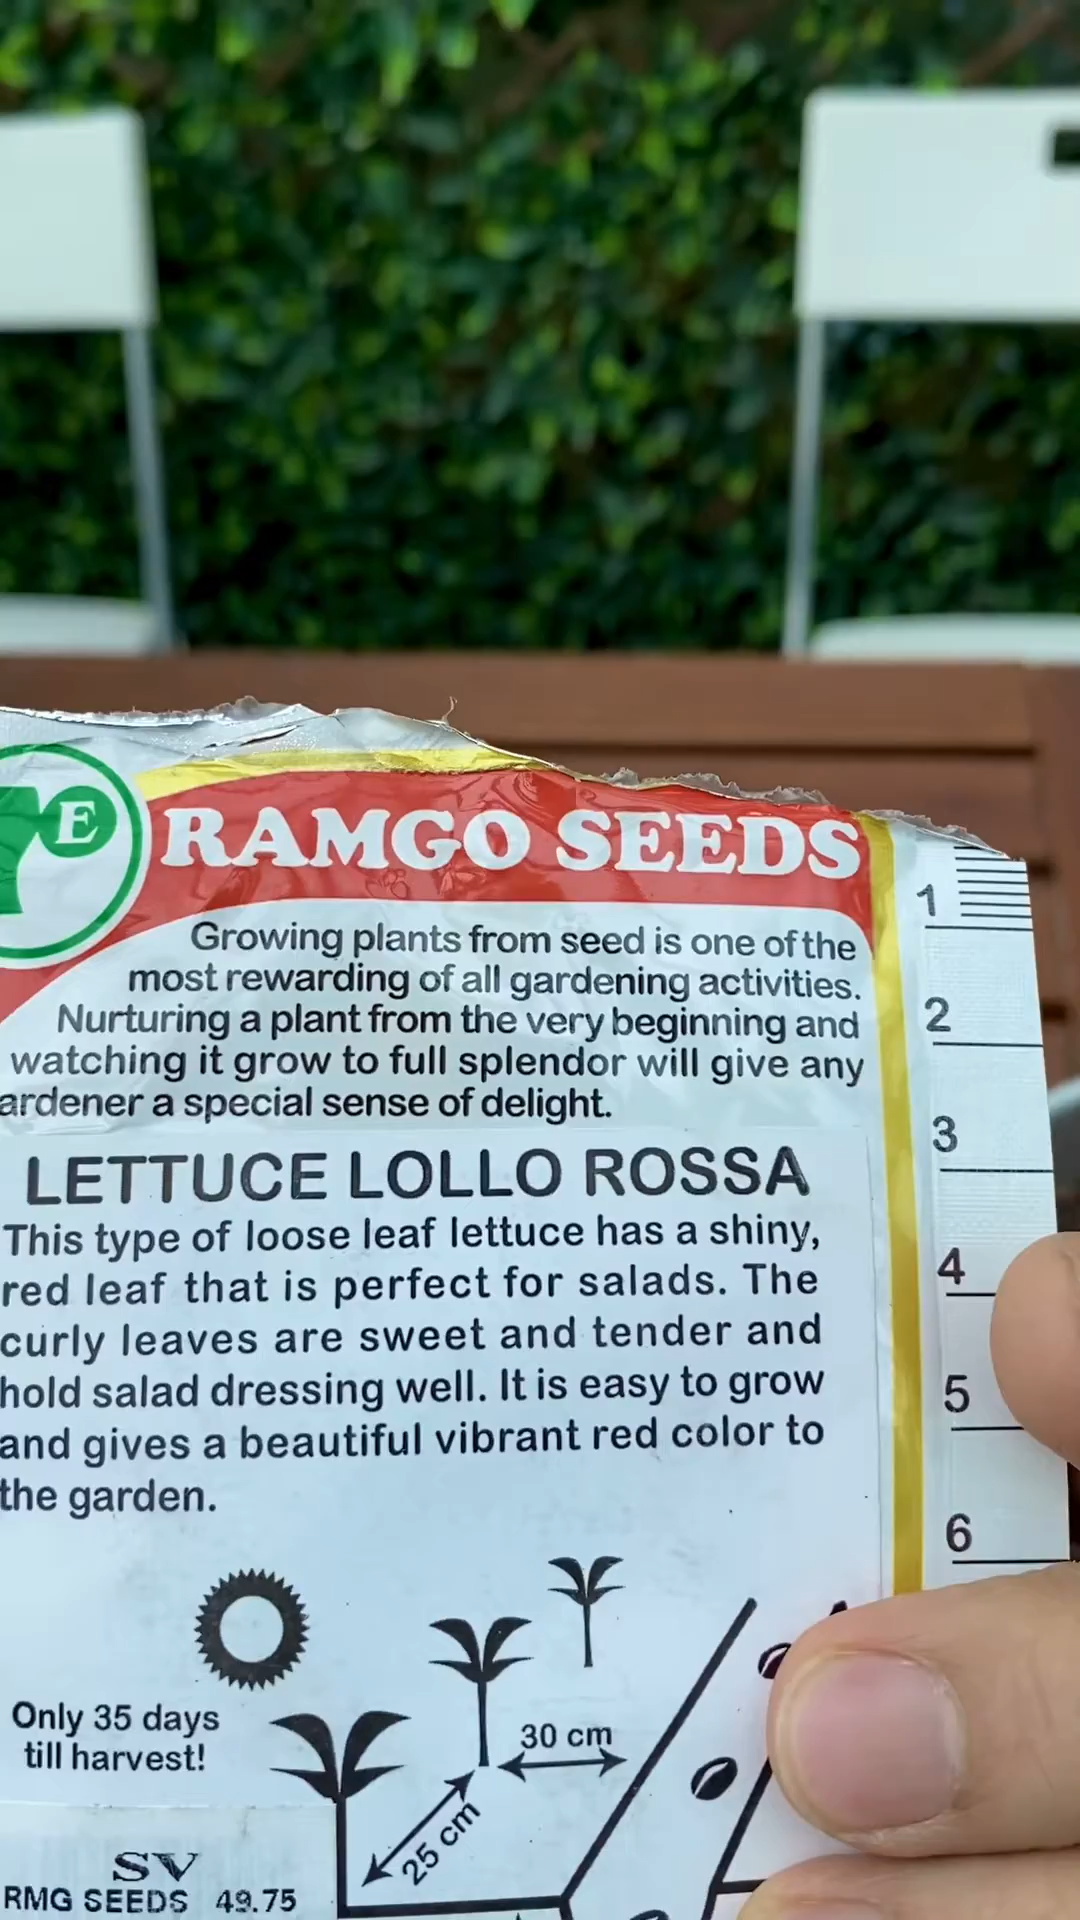 E
RAMGO SEEDS
Growing plants from seed is one of the
most rewarding of all gardening activities.
Nurturing a plant from the very beginning and
watching it grow to full splendor will give any
ardener a special sense of delight.
LETTUCE LOLLO ROSSA
This type of loose leaf lettuce has a shiny,
red leaf that is perfect for salads. The
curly leaves are sweet and tender and
hold salad dressing well. It is easy to grow
and gives a beautiful vibrant red color to
the garden.
Only 35 days
till harvest!
30 cm
25 cm
SV
RMG SEEDS 49.75
1
2
3
4
5
6